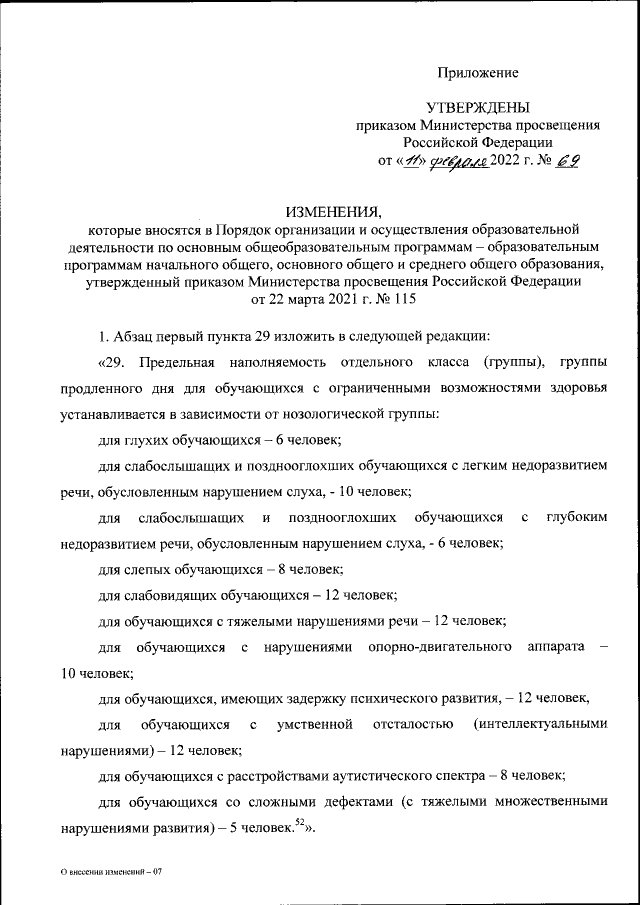 Приложение
УТВЕРЖДЕНЫ
приказом Министерства просвещения
Российской Федерации
от «11» февраля 2022 г. № 69
ИЗМЕНЕНИЯ,
которые вносятся в Порядок организации и осуществления образовательной
деятельности по основным общеобразовательным программам – образовательным
программам начального общего, основного общего и среднего общего образования,
утвержденный приказом Министерства просвещения Российской Федерации
от 22 марта 2021 г. № 115
1. Абзац первый пункта 29 изложить в следующей редакции:
«29. Предельная наполняемость отдельного класса (группы), группы
продленного дня для обучающихся с ограниченными возможностями здоровья
устанавливается в зависимости от нозологической группы:
для глухих обучающихся – 6 человек;
для слабослышащих и позднооглохших обучающихся с легким недоразвитием
речи, обусловленным нарушением слуха, - 10 человек;
для слабослышащих и позднооглохших обучающихся с глубоким
недоразвитием речи, обусловленным нарушением слуха, - 6 человек;
для слепых обучающихся – 8 человек;
для слабовидящих обучающихся – 12 человек;
для обучающихся с тяжелыми нарушениями речи – 12 человек;
для обучающихся с нарушениями опорно-двигательного аппарата –
10 человек;
для обучающихся, имеющих задержку психического развития, – 12 человек,
для обучающихся с умственной отсталостью (интеллектуальными
нарушениями) – 12 человек;
для обучающихся с расстройствами аутистического спектра – 8 человек;
для обучающихся со сложными дефектами (с тяжелыми множественными
нарушениями развития) – 5 человек.52».
О внесении изменений – 07